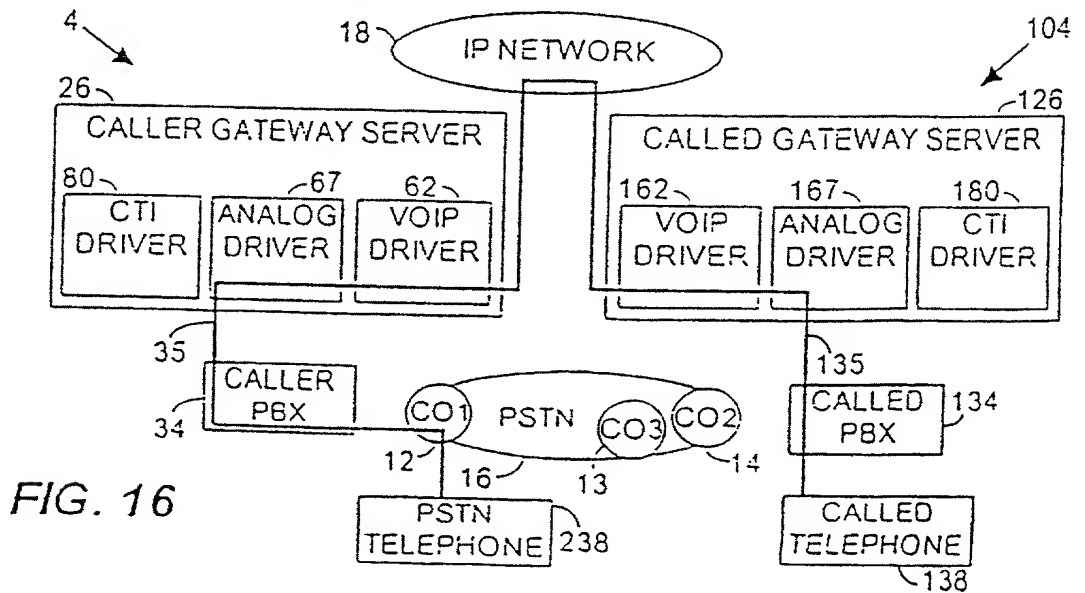 4
18
IP NETWORK
104
26
126
CALLER GATEWAY SERVER
CALLED GATEWAY SERVER
80
67
62
162
167
180
CTI
DRIVER
ANALOG
DRIVER
VOIP
DRIVER
VOIP
DRIVER
ANALOG
DRIVER
CTI
DRIVER
35
135
CALLER
PBX
34
CO1
PSTN
CO3
CO2
CALLED
PBX
134
12
16
13
14
FIG. 16
PSTN
TELEPHONE
238
CALLED
TELEPHONE
138